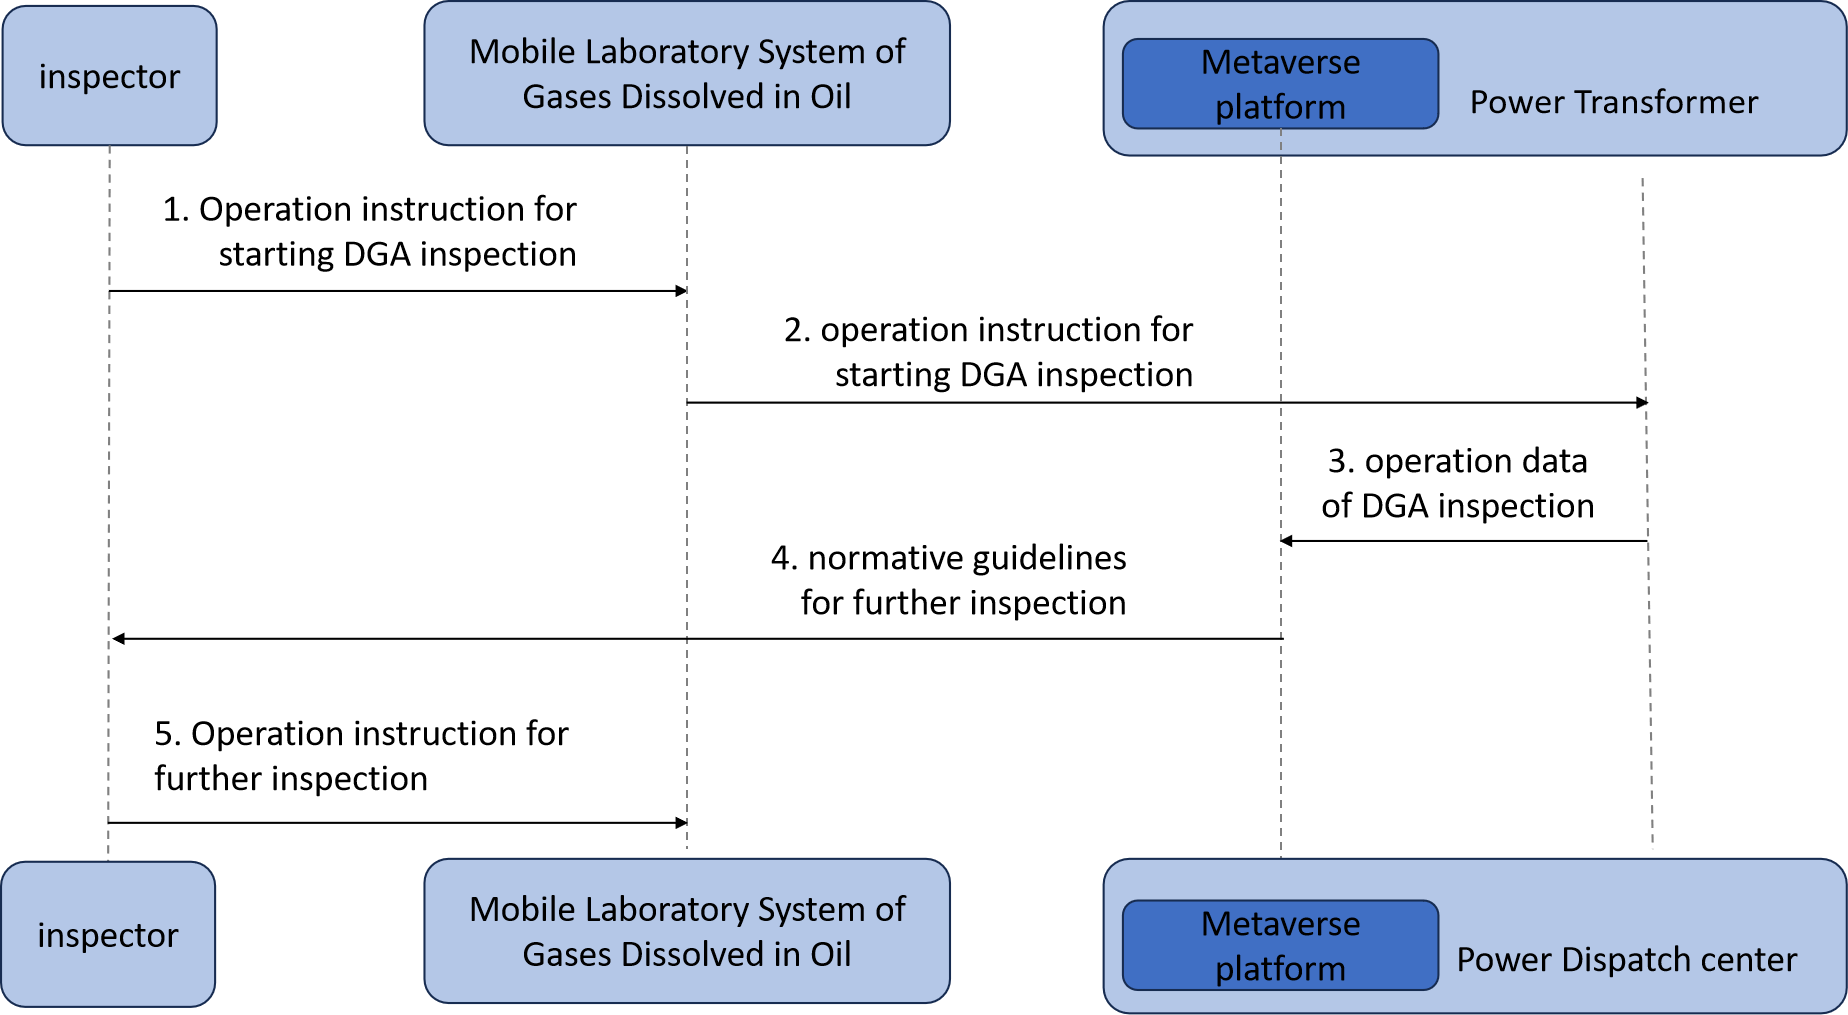 inspector
Mobile Laboratory System of
Gases Dissolved in Oil
Metaverse
platform
Power Transformer
1. Operation instruction for
starting DGA inspection
2. operation instruction for
starting DGA inspection
3. operation data
of DGA inspection
4. normative guidelines
for further inspection
5. Operation instruction for
further inspection
inspector
Mobile Laboratory System of
Gases Dissolved in Oil
Metaverse
platform
Power Dispatch center